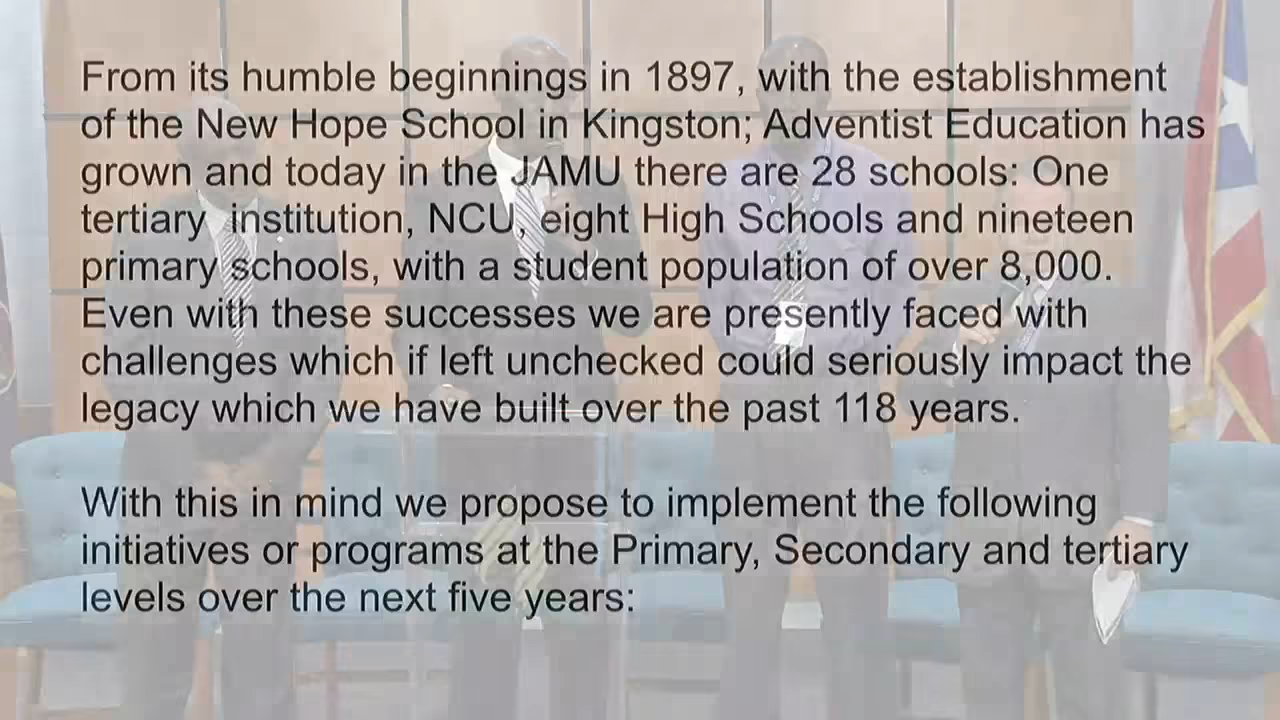 From its humble beginnings in 1897, with the establishment
of the New Hope School in Kingston; Adventist Education has
grown and today in the JAMU there are 28 schools: One
tertiary  institution, NCU, eight High Schools and nineteen
primary schools, with a student population of over 8,000.
Even with these successes we are presently faced with
challenges which if left unchecked could seriously impact the
legacy which we have built over the past 118 years.
With this in mind we propose to implement the following
initiatives or programs at the Primary, Secondary and tertiary
levels over the next five years: